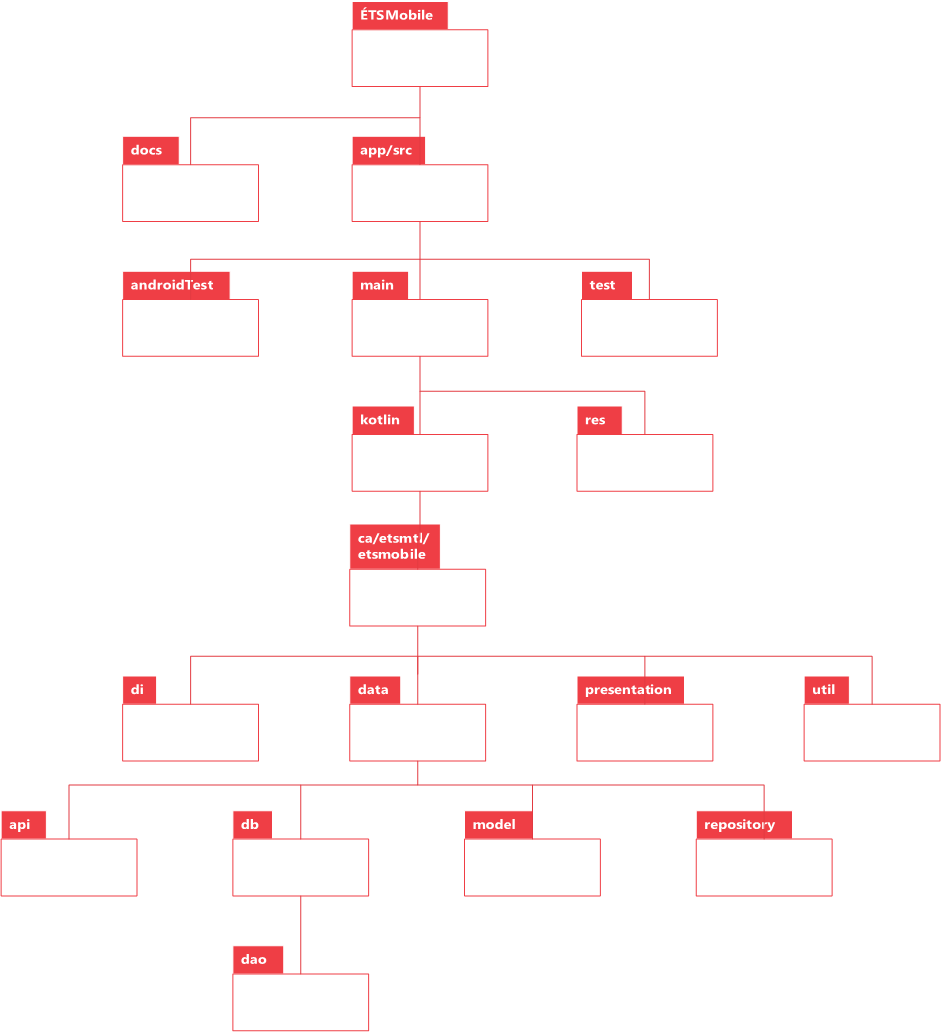 ÉTSMobile
docs
app/src
androidTest
main
test
kotlin
res
ca/etsmtl/
etsmobile
di
data
presentation
util
api
db
model
repository
dao